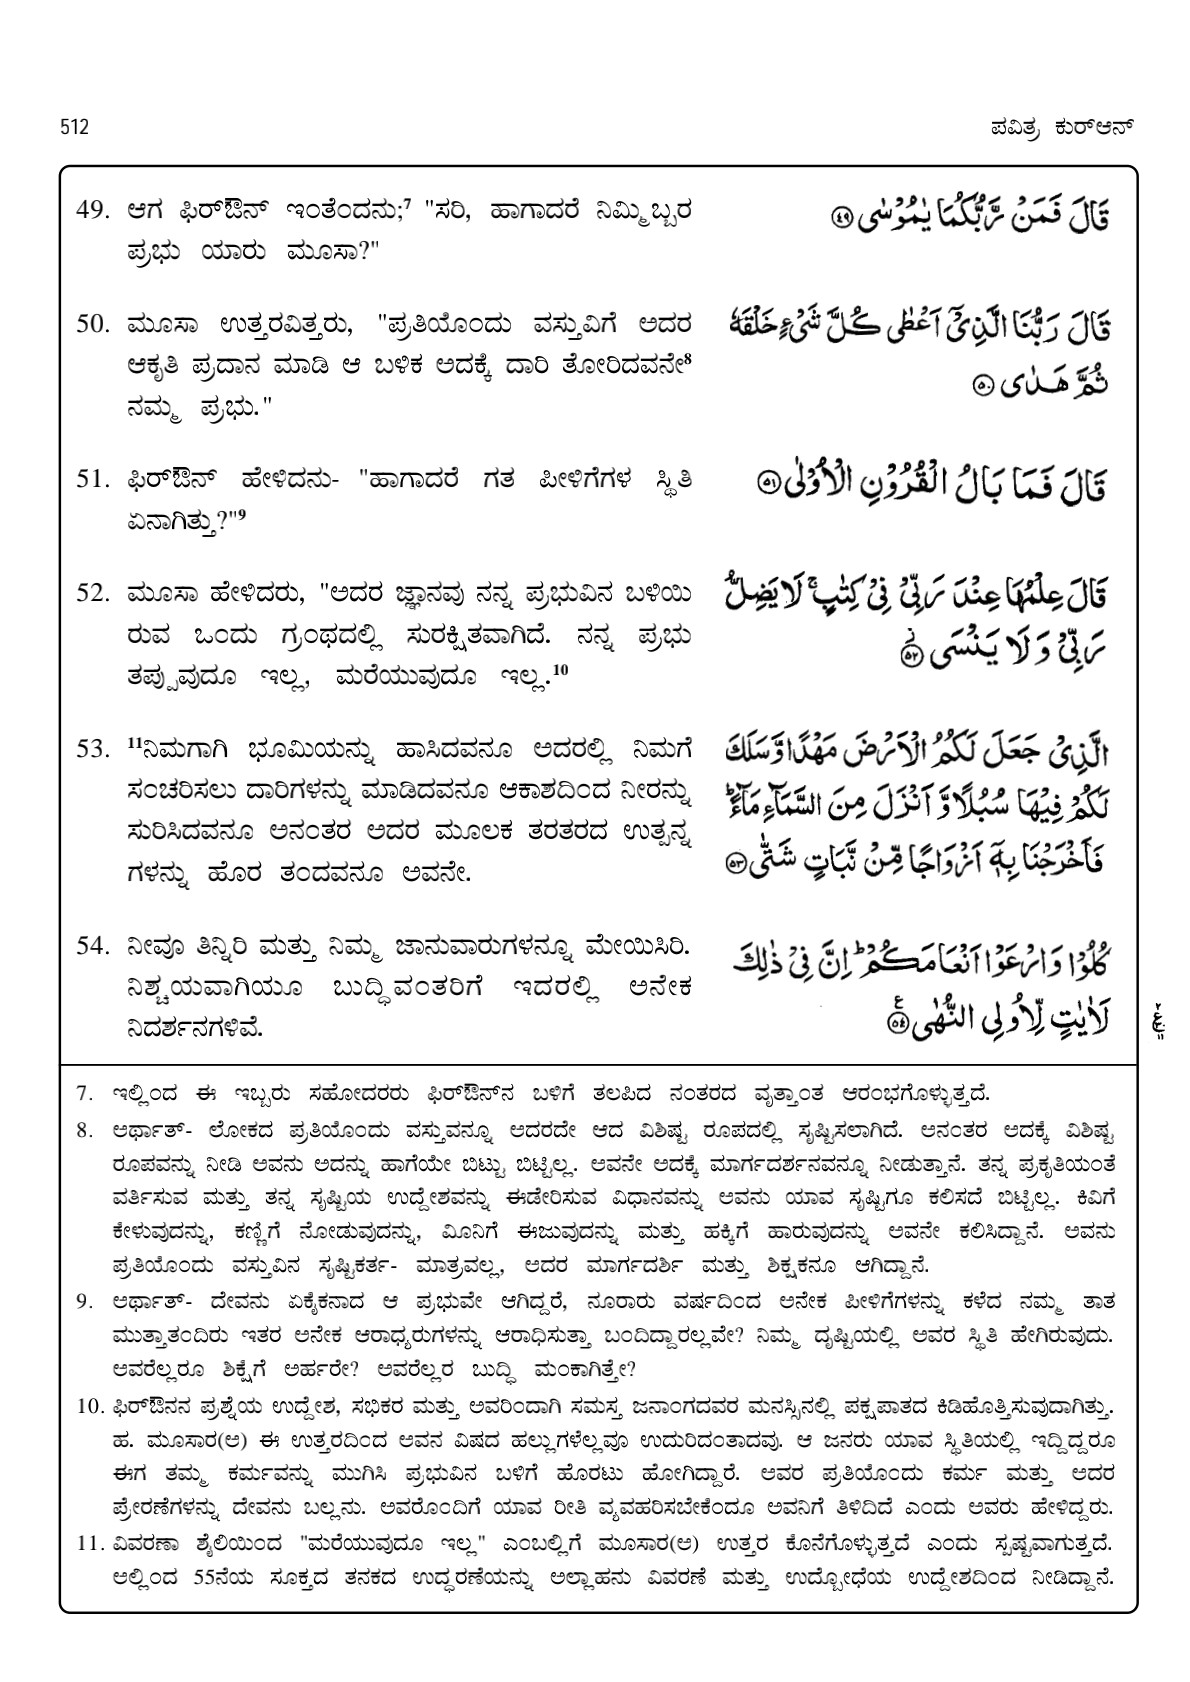 512
ಪವಿತ್ರ ಕುರ್‌ಆನ್
49. ಆಗ ಫಿರ್‌ಔನ್ ಇಂತೆಂದನು;⁷ "ಸರಿ, ಹಾಗಾದರೆ ನಿಮ್ಮಿಬ್ಬರ
ಪ್ರಭು ಯಾರು ಮೂಸಾ?"
قَالَ فَمَنْ رَّبُّكُمَا يٰمُوْسٰى ﴿۴۹﴾
50. ಮೂಸಾ ಉತ್ತರವಿತ್ತರು, "ಪ್ರತಿಯೊಂದು ವಸ್ತುವಿಗೆ ಅದರ
ಆಕೃತಿ ಪ್ರದಾನ ಮಾಡಿ ಆ ಬಳಿಕ ಅದಕ್ಕೆ ದಾರಿ ತೋರಿದವನೇ⁸
ನಮ್ಮ ಪ್ರಭು."
قَالَ رَبُّنَا الَّذِىْۤ اَعْطٰى كُلَّ شَىْءٍ خَلْقَهٗ
ثُمَّ هَدٰى ﴿۵۰﴾
51. ಫಿರ್‌ಔನ್ ಹೇಳಿದನು- "ಹಾಗಾದರೆ ಗತ ಪೀಳಿಗೆಗಳ ಸ್ಥಿತಿ
ಏನಾಗಿತ್ತು?"⁹
قَالَ فَمَا بَالُ الْقُرُوْنِ الْاُوْلٰى ﴿۵۱﴾
52. ಮೂಸಾ ಹೇಳಿದರು, "ಅದರ ಜ್ಞಾನವು ನನ್ನ ಪ್ರಭುವಿನ ಬಳಿಯಿ
ರುವ ಒಂದು ಗ್ರಂಥದಲ್ಲಿ ಸುರಕ್ಷಿತವಾಗಿದೆ. ನನ್ನ ಪ್ರಭು
ತಪ್ಪುವುದೂ ಇಲ್ಲ, ಮರೆಯುವುದೂ ಇಲ್ಲ.¹⁰
قَالَ عِلْمُهَا عِنْدَ رَبِّىْ فِىْ كِتٰبٍ ۚ لَا يَضِلُّ
رَبِّىْ وَلَا يَنْسَى ﴿۵۲﴾
53. ¹¹ನಿಮಗಾಗಿ ಭೂಮಿಯನ್ನು ಹಾಸಿದವನೂ ಅದರಲ್ಲಿ ನಿಮಗೆ
ಸಂಚರಿಸಲು ದಾರಿಗಳನ್ನು ಮಾಡಿದವನೂ ಆಕಾಶದಿಂದ ನೀರನ್ನು
ಸುರಿಸಿದವನೂ ಅನಂತರ ಅದರ ಮೂಲಕ ತರತರದ ಉತ್ಪನ್ನ
ಗಳನ್ನು ಹೊರ ತಂದವನೂ ಅವನೇ.
الَّذِىْ جَعَلَ لَكُمُ الْاَرْضَ مَهْدًا وَّسَلَكَ
لَكُمْ فِيْهَا سُبُلًا وَّ اَنْزَلَ مِنَ السَّمَآءِ مَآءً ؕ
فَاَخْرَجْنَا بِهٖۤ اَزْوَاجًا مِّنْ نَّبَاتٍ شَتّٰى ﴿۵۳﴾
54. ನೀವೂ ತಿನ್ನಿರಿ ಮತ್ತು ನಿಮ್ಮ ಜಾನುವಾರುಗಳನ್ನೂ ಮೇಯಿಸಿರಿ.
ನಿಶ್ಚಯವಾಗಿಯೂ ಬುದ್ಧಿವಂತರಿಗೆ ಇದರಲ್ಲಿ ಅನೇಕ
ನಿದರ್ಶನಗಳಿವೆ.
كُلُوْا وَارْعَوْا اَنْعَامَكُمْ ؕ اِنَّ فِىْ ذٰلِكَ
لَاٰيٰتٍ لِّاُولِى النُّهٰى ﴿۵۴﴾
7. ಇಲ್ಲಿಂದ ಈ ಇಬ್ಬರು ಸಹೋದರರು ಫಿರ್‌ಔನ್‌ನ ಬಳಿಗೆ ತಲಪಿದ ನಂತರದ ವೃತ್ತಾಂತ ಆರಂಭಗೊಳ್ಳುತ್ತದೆ.
8. ಅರ್ಥಾತ್- ಲೋಕದ ಪ್ರತಿಯೊಂದು ವಸ್ತುವನ್ನೂ ಅದರದೇ ಆದ ವಿಶಿಷ್ಟ ರೂಪದಲ್ಲಿ ಸೃಷ್ಟಿಸಲಾಗಿದೆ. ಅನಂತರ ಅದಕ್ಕೆ ವಿಶಿಷ್ಟ
ರೂಪವನ್ನು ನೀಡಿ ಅವನು ಅದನ್ನು ಹಾಗೆಯೇ ಬಿಟ್ಟು ಬಿಟ್ಟಿಲ್ಲ. ಅವನೇ ಅದಕ್ಕೆ ಮಾರ್ಗದರ್ಶನವನ್ನೂ ನೀಡುತ್ತಾನೆ. ತನ್ನ ಪ್ರಕೃತಿಯಂತೆ
ವರ್ತಿಸುವ ಮತ್ತು ತನ್ನ ಸೃಷ್ಟಿಯ ಉದ್ದೇಶವನ್ನು ಈಡೇರಿಸುವ ವಿಧಾನವನ್ನು ಅವನು ಯಾವ ಸೃಷ್ಟಿಗೂ ಕಲಿಸದೆ ಬಿಟ್ಟಿಲ್ಲ. ಕಿವಿಗೆ
ಕೇಳುವುದನ್ನು, ಕಣ್ಣಿಗೆ ನೋಡುವುದನ್ನು, ಮೀನಿಗೆ ಈಜುವುದನ್ನು ಮತ್ತು ಹಕ್ಕಿಗೆ ಹಾರುವುದನ್ನು ಅವನೇ ಕಲಿಸಿದ್ದಾನೆ. ಅವನು
ಪ್ರತಿಯೊಂದು ವಸ್ತುವಿನ ಸೃಷ್ಟಿಕರ್ತ- ಮಾತ್ರವಲ್ಲ, ಅದರ ಮಾರ್ಗದರ್ಶಿ ಮತ್ತು ಶಿಕ್ಷಕನೂ ಆಗಿದ್ದಾನೆ.
9. ಅರ್ಥಾತ್- ದೇವನು ಏಕೈಕನಾದ ಆ ಪ್ರಭುವೇ ಆಗಿದ್ದರೆ, ನೂರಾರು ವರ್ಷದಿಂದ ಅನೇಕ ಪೀಳಿಗೆಗಳನ್ನು ಕಳೆದ ನಮ್ಮ ತಾತ
ಮುತ್ತಾತಂದಿರು ಇತರ ಅನೇಕ ಆರಾಧ್ಯರುಗಳನ್ನು ಆರಾಧಿಸುತ್ತಾ ಬಂದಿದ್ದಾರಲ್ಲವೇ? ನಿಮ್ಮ ದೃಷ್ಟಿಯಲ್ಲಿ ಅವರ ಸ್ಥಿತಿ ಹೇಗಿರುವುದು.
ಅವರೆಲ್ಲರೂ ಶಿಕ್ಷೆಗೆ ಅರ್ಹರೇ? ಅವರೆಲ್ಲರ ಬುದ್ಧಿ ಮಂಕಾಗಿತ್ತೇ?
10. ಫಿರ್‌ಔನನ ಪ್ರಶ್ನೆಯ ಉದ್ದೇಶ, ಸಭಿಕರ ಮತ್ತು ಅವರಿಂದಾಗಿ ಸಮಸ್ತ ಜನಾಂಗದವರ ಮನಸ್ಸಿನಲ್ಲಿ ಪಕ್ಷಪಾತದ ಕಿಡಿಹೊತ್ತಿಸುವುದಾಗಿತ್ತು.
ಹ. ಮೂಸಾರ(ಅ) ಈ ಉತ್ತರದಿಂದ ಅವನ ವಿಷದ ಹಲ್ಲುಗಳೆಲ್ಲವೂ ಉದುರಿದಂತಾದವು. ಆ ಜನರು ಯಾವ ಸ್ಥಿತಿಯಲ್ಲಿ ಇದ್ದಿದ್ದರೂ
ಈಗ ತಮ್ಮ ಕರ್ಮವನ್ನು ಮುಗಿಸಿ ಪ್ರಭುವಿನ ಬಳಿಗೆ ಹೊರಟು ಹೋಗಿದ್ದಾರೆ. ಅವರ ಪ್ರತಿಯೊಂದು ಕರ್ಮ ಮತ್ತು ಅದರ
ಪ್ರೇರಣೆಗಳನ್ನು ದೇವನು ಬಲ್ಲನು. ಅವರೊಂದಿಗೆ ಯಾವ ರೀತಿ ವ್ಯವಹರಿಸಬೇಕೆಂದೂ ಅವನಿಗೆ ತಿಳಿದಿದೆ ಎಂದು ಅವರು ಹೇಳಿದ್ದರು.
11. ವಿವರಣಾ ಶೈಲಿಯಿಂದ "ಮರೆಯುವುದೂ ಇಲ್ಲ" ಎಂಬಲ್ಲಿಗೆ ಮೂಸಾರ(ಅ) ಉತ್ತರ ಕೊನೆಗೊಳ್ಳುತ್ತದೆ ಎಂದು ಸ್ಪಷ್ಟವಾಗುತ್ತದೆ.
ಅಲ್ಲಿಂದ 55ನೆಯ ಸೂಕ್ತದ ತನಕದ ಉದ್ಧರಣೆಯನ್ನು ಅಲ್ಲಾಹನು ವಿವರಣೆ ಮತ್ತು ಉದ್ಬೋಧೆಯ ಉದ್ದೇಶದಿಂದ ನೀಡಿದ್ದಾನೆ.